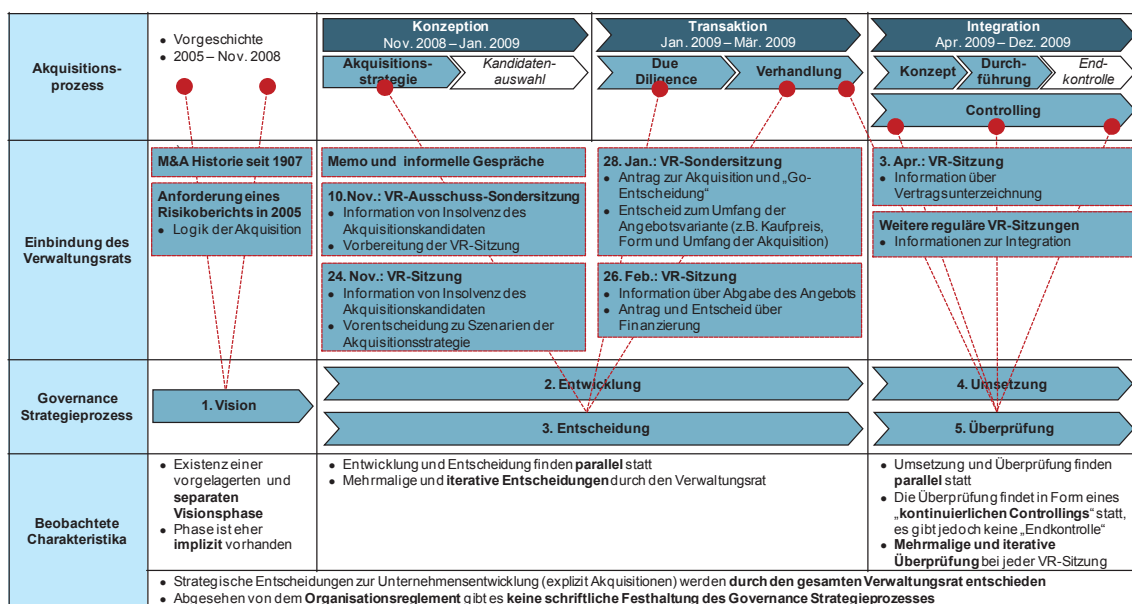 Akquisitions-
prozess
• Vorgeschichte
• 2005 – Nov. 2008
Konzeption
Nov. 2008 – Jan. 2009
Akquisitions-
strategie
Kandidaten-
auswahl
Transaktion
Jan. 2009 – Mär. 2009
Due
Diligence
Verhandlung
Integration
Apr. 2009 – Dez. 2009
Konzept
Durch-
führung
End-
kontrolle
Controlling
Einbindung des
Verwaltungsrats
M&A Historie seit 1907
Anforderung eines
Risikoberichts in 2005
• Logik der Akquisition
Memo und informelle Gespräche
10.Nov.: VR-Ausschuss-Sondersitzung
• Information von Insolvenz des
Akquisitionskandidaten
• Vorbereitung der VR-Sitzung
24. Nov.: VR-Sitzung
• Information von Insolvenz des
Akquisitionskandidaten
• Vorentscheidung zu Szenarien der
Akquisitionsstrategie
28. Jan.: VR-Sondersitzung
• Antrag zur Akquisition und „Go-
Entscheidung"
• Entscheid zum Umfang der
Angebotsvariante (z.B. Kaufpreis,
Form und Umfang der Akquisition)
26. Feb.: VR-Sitzung
• Information über Abgabe des Angebots
• Antrag und Entscheid über
Finanzierung
3. Apr.: VR-Sitzung
• Information über
Vertragsunterzeichnung
Weitere reguläre VR-Sitzungen
• Informationen zur Integration
Governance
Strategieprozess
1. Vision
2. Entwicklung
3. Entscheidung
4. Umsetzung
5. Überprüfung
Beobachtete
Charakteristika
• Existenz einer
vorgelagerten und
separaten
Visionsphase
• Phase ist eher
implizit vorhanden
• Entwicklung und Entscheidung finden parallel statt
• Mehrmalige und iterative Entscheidungen durch den Verwaltungsrat
• Umsetzung und Überprüfung finden
parallel statt
• Die Überprüfung findet in Form eines
„kontinuierlichen Controllings" statt,
es gibt jedoch keine „Endkontrolle"
• Mehrmalige und iterative
Überprüfung bei jeder VR-Sitzung
• Strategische Entscheidungen zur Unternehmensentwicklung (explizit Akquisitionen) werden durch den gesamten Verwaltungsrat entschieden
• Abgesehen von dem Organisationsreglement gibt es keine schriftliche Festhaltung des Governance Strategieprozesses